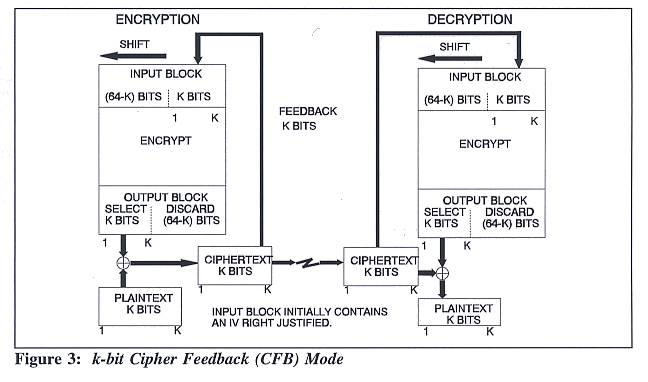 ENCRYPTION
DECRYPTION
SHIFT
INPUT BLOCK
(64-K) BITS K BITS
1 K
ENCRYPT
OUTPUT BLOCK
SELECT DISCARD
K BITS (64-K) BITS
1 K
FEEDBACK
K BITS
SHIFT
INPUT BLOCK
(64-K) BITS K BITS
1 K
ENCRYPT
OUTPUT BLOCK
SELECT DISCARD
K BITS (64-K) BITS
1 K
CIPHERTEXT
K BITS
1 K
CIPHERTEXT
K BITS
1 K
PLAINTEXT
K BITS
1 K
INPUT BLOCK INITIALLY CONTAINS
AN IV RIGHT JUSTIFIED.
PLAINTEXT
K BITS
1 K
Figure 3: k-bit Cipher Feedback (CFB) Mode